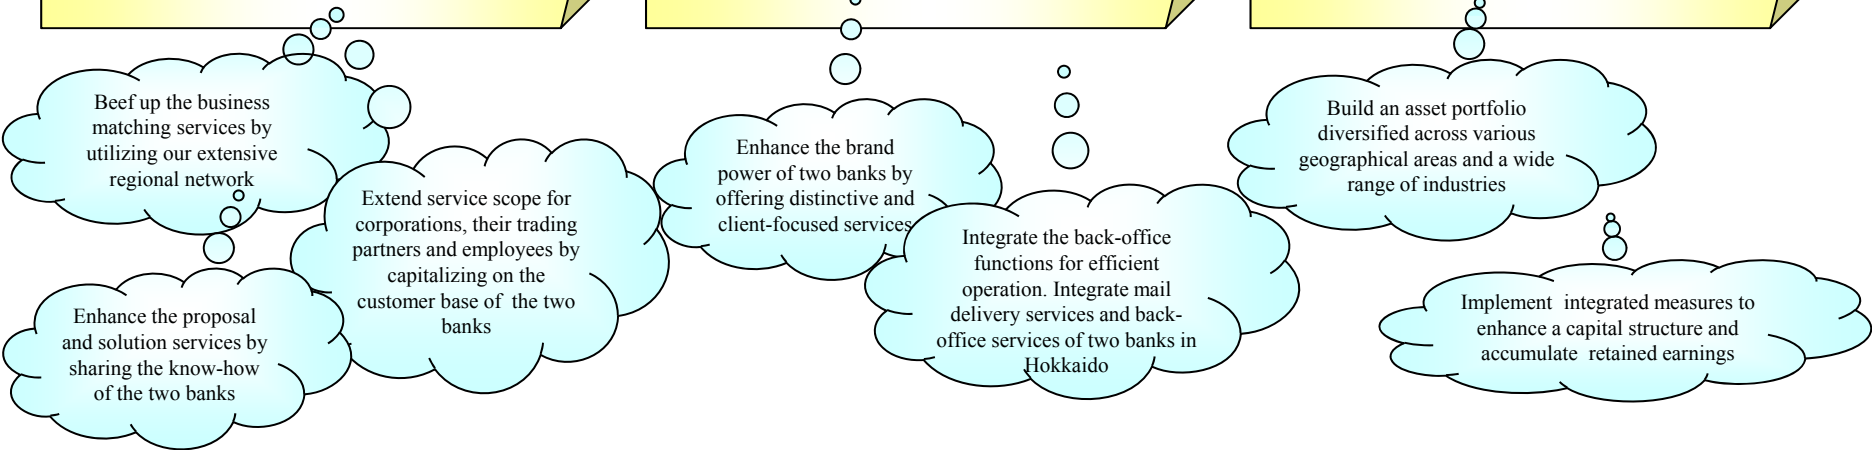 Beef up the business
matching services by
utilizing our extensive
regional network
Extend service scope for
corporations, their trading
partners and employees by
capitalizing on the
customer base of  the two
banks
Enhance the proposal
and solution services by
sharing the know-how
of the two banks
Enhance the brand
power of two banks by
offering distinctive and
client-focused services
Integrate the back-office
functions for efficient
operation. Integrate mail
delivery services and back-
office services of two banks in
Hokkaido
Build an asset portfolio
diversified across various
geographical areas and a wide
range of industries
Implement  integrated measures to
enhance a capital structure and
accumulate  retained earnings